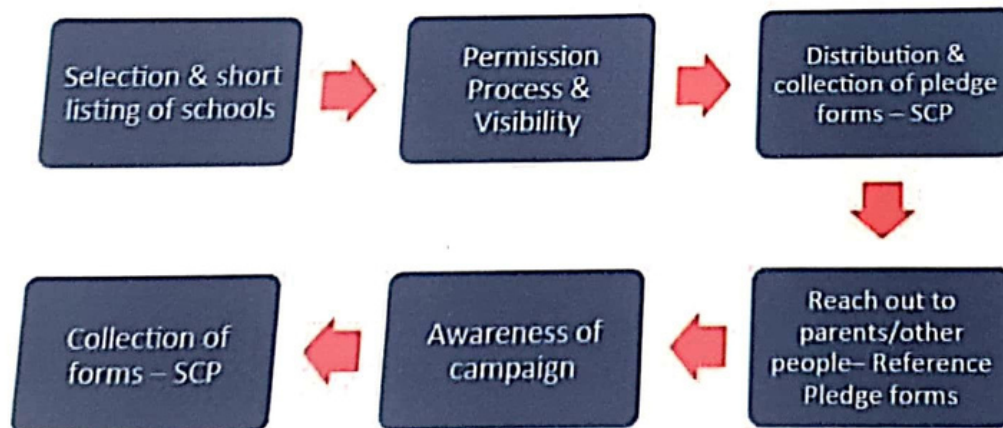 Selection & short
listing of schools
Permission
Process &
Visibility
Distribution &
collection of pledge
forms – SCP
Reach out to
parents/other
people– Reference
Pledge forms
Awareness of
campaign
Collection of
forms – SCP